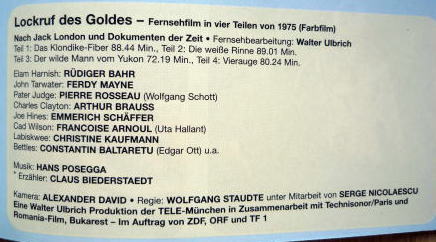 Lockruf des Goldes – Fernsehfilm in vier Teilen von 1975 (Farbfilm)
Nach Jack London und Dokumenten der Zeit • Fernsehbearbeitung: Walter Ulbrich
Teil 1: Das Klondike-Fiber 88.44 Min., Teil 2: Die weiße Rinne 89.01 Min.
Teil 3: Der wilde Mann vom Yukon 72.19 Min., Teil 4: Vierauge 80.24 Min.
Elam Harnish: RÜDIGER BAHR
John Tarwater: FERDY MAYNE
Pater Judge: PIERRE ROSSEAU (Wolfgang Schott)
Charles Clayton: ARTHUR BRAUSS
Joe Hines: EMMERICH SCHÄFFER
Cad Wilson: FRANCOISE ARNOUL (Uta Hallant)
Labiskwee: CHRISTINE KAUFMANN
Bettles: CONSTANTIN BALTARETU (Edgar Ott) u.a.
Musik: HANS POSEGGA
* Erzähler: CLAUS BIEDERSTAEDT
Kamera: ALEXANDER DAVID • Regie: WOLFGANG STAUDTE unter Mitarbeit von SERGE NICOLAESCU
Eine Walter Ulbrich Produktion der TELE-München in Zusammenarbeit mit Technisonor/Paris und
Romania-Film, Bukarest – Im Auftrag von ZDF, ORF und TF 1